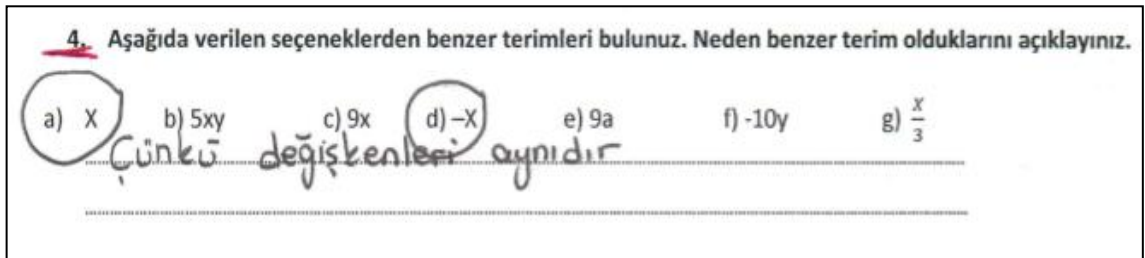 4. Aşağıda verilen seçeneklerden benzer terimleri bulunuz. Neden benzer terim olduklarını açıklayınız.
a) X b) 5xy c) 9x d) –X e) 9a f) -10y g) x/3
Çünkü değişkenleri aynıdır